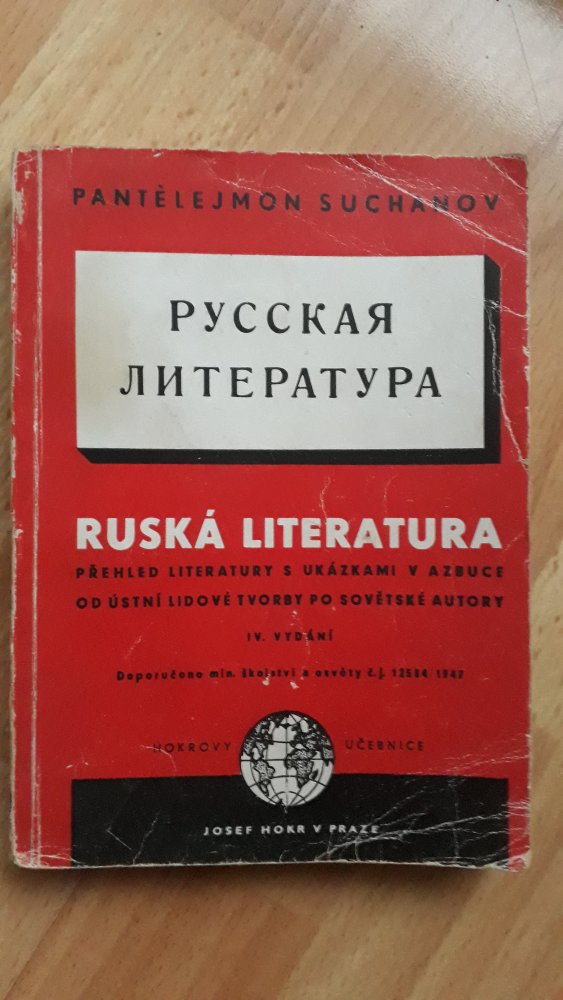 PANTĚLEJMON SUCHANOV
РУССКАЯ
ЛИТЕРАТУРА
RUSKÁ LITERATURA
PŘEHLED LITERATURY S UKÁZKAMI V AZBUCE
OD ÚSTNÍ LIDOVÉ TVORBY PO SOVĚTSKÉ AUTORY
IV. VYDÁNÍ
Doporučeno min. školství a osvěty č.j. 12584/1947
HOKROVY UČEBNICE
JOSEF HOKR V PRAZE